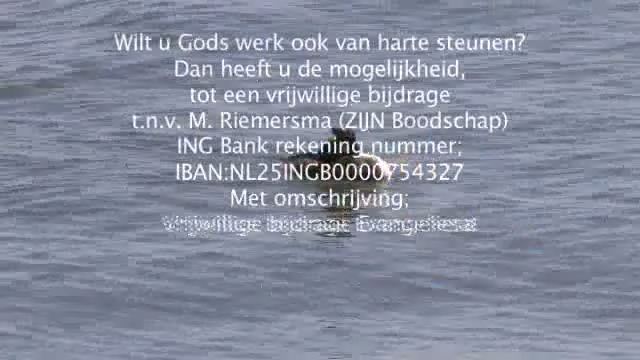 Wilt u Gods werk ook van harte steunen?
Dan heeft u de mogelijkheid,
tot een vrijwillige bijdrage
t.n.v. M. Riemersma (ZIJN Boodschap)
ING Bank rekening nummer;
IBAN:NL25INGB0000754327
Met omschrijving;
Vrijwillige bijdrage